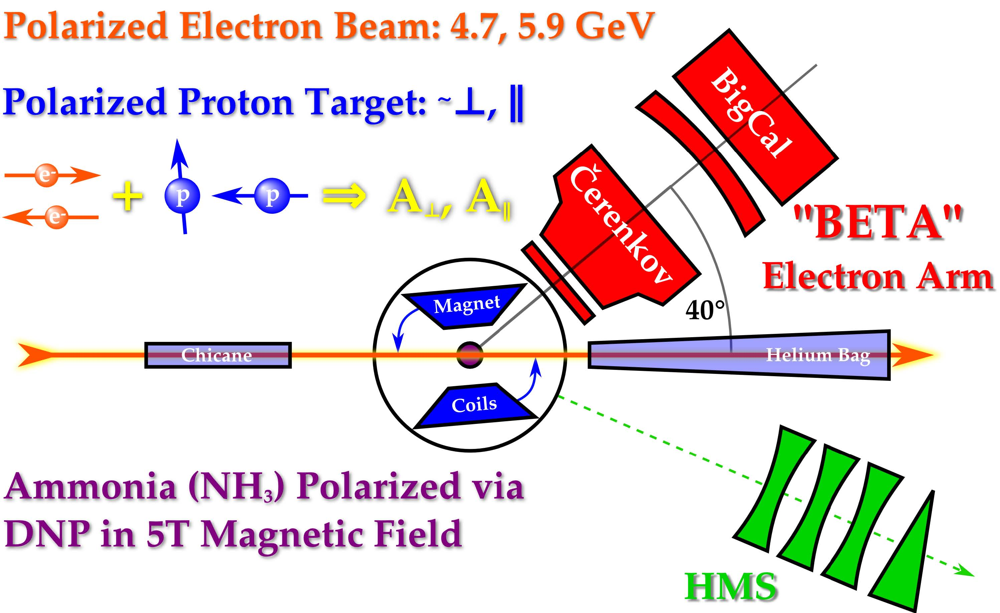 Polarized Electron Beam: 4.7, 5.9 GeV
Polarized Proton Target: ~⊥, ∥
e-
e-
+
p
p
⇒ A⊥, A∥
BigCal
Čerenkov
"BETA"
Electron Arm
40°
Magnet
Chicane
Helium Bag
Coils
Ammonia (NH₃) Polarized via
DNP in 5T Magnetic Field
HMS